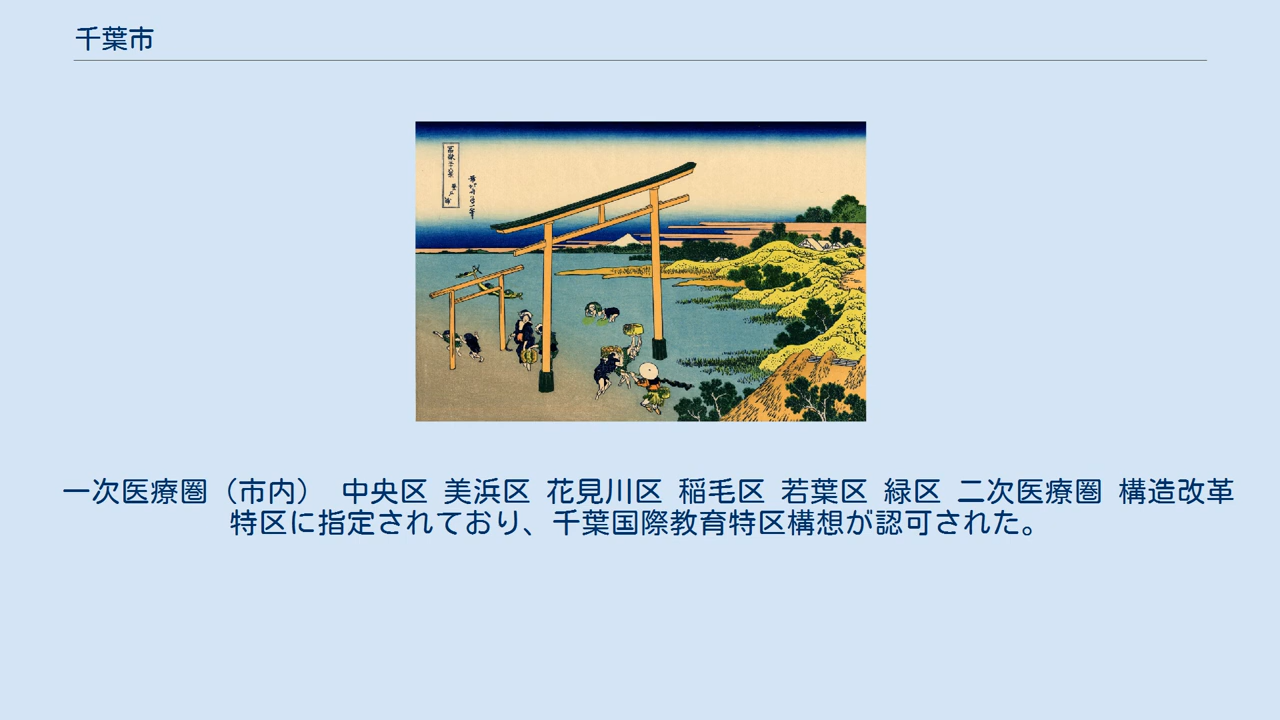 千葉市
一次医療圏（市内） 中央区 美浜区 花見川区 稲毛区 若葉区 緑区 二次医療圏 構造改革
特区に指定されており、千葉国際教育特区構想が認可された。